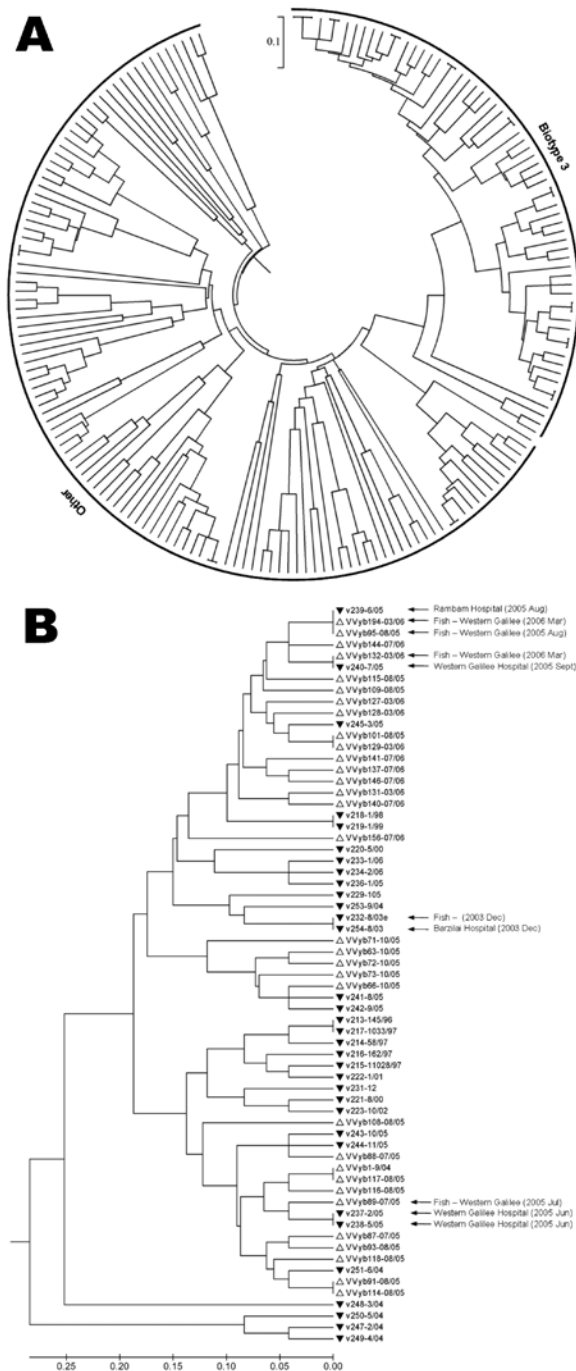 A
0.1
Biotype 3
Other
B
▼v239-6/05 Rambam Hospital (2005 Aug)
△VVyb194-03/06 Fish – Western Galilee (2006 Mar)
△VVyb95-08/05 Fish – Western Galilee (2005 Aug)
△VVyb144-07/06
△VVyb132-03/06 Fish – Western Galilee (2006 Mar)
▼v240-7/05 Western Galilee Hospital (2005 Sept)
△VVyb115-08/05
△VVyb109-08/05
△VVyb127-03/06
△VVyb128-03/06
▼v245-3/05
△VVyb101-08/05
△VVyb129-03/06
△VVyb141-07/06
△VVyb137-07/06
△VVyb146-07/06
△VVyb131-03/06
△VVyb140-07/06
▼v218-1/98
▼v219-1/99
△VVyb156-07/06
▼v220-5/00
▼v233-1/06
▼v234-2/06
▼v236-1/05
▼v229-105
▼v253-9/04
▼v232-8/03e Fish – (2003 Dec)
▼v254-8/03 Barzilai Hospital (2003 Dec)
△VVyb71-10/05
△VVyb63-10/05
△VVyb72-10/05
△VVyb73-10/05
△VVyb66-10/05
▼v241-8/05
▼v242-9/05
▼v213-145/96
▼v217-1033/97
▼v214-58/97
▼v216-162/97
▼v215-11028/97
▼v222-1/01
▼v231-12
▼v221-8/00
▼v223-10/02
△VVyb108-08/05
▼v243-10/05
▼v244-11/05
△VVyb88-07/05
△VVyb1-9/04
△VVyb117-08/05
△VVyb116-08/05
△VVyb89-07/05 Fish – Western Galilee (2005 Jul)
▼v237-2/05 Western Galilee Hospital (2005 Jun)
▼v238-5/05 Western Galilee Hospital (2005 Jun)
△VVyb87-07/05
△VVyb93-08/05
△VVyb118-08/05
▼v251-6/04
△VVyb91-08/05
△VVyb114-08/05
▼v248-3/04
▼v250-5/04
▼v247-2/04
▼v249-4/04
0.25 0.20 0.15 0.10 0.05 0.00